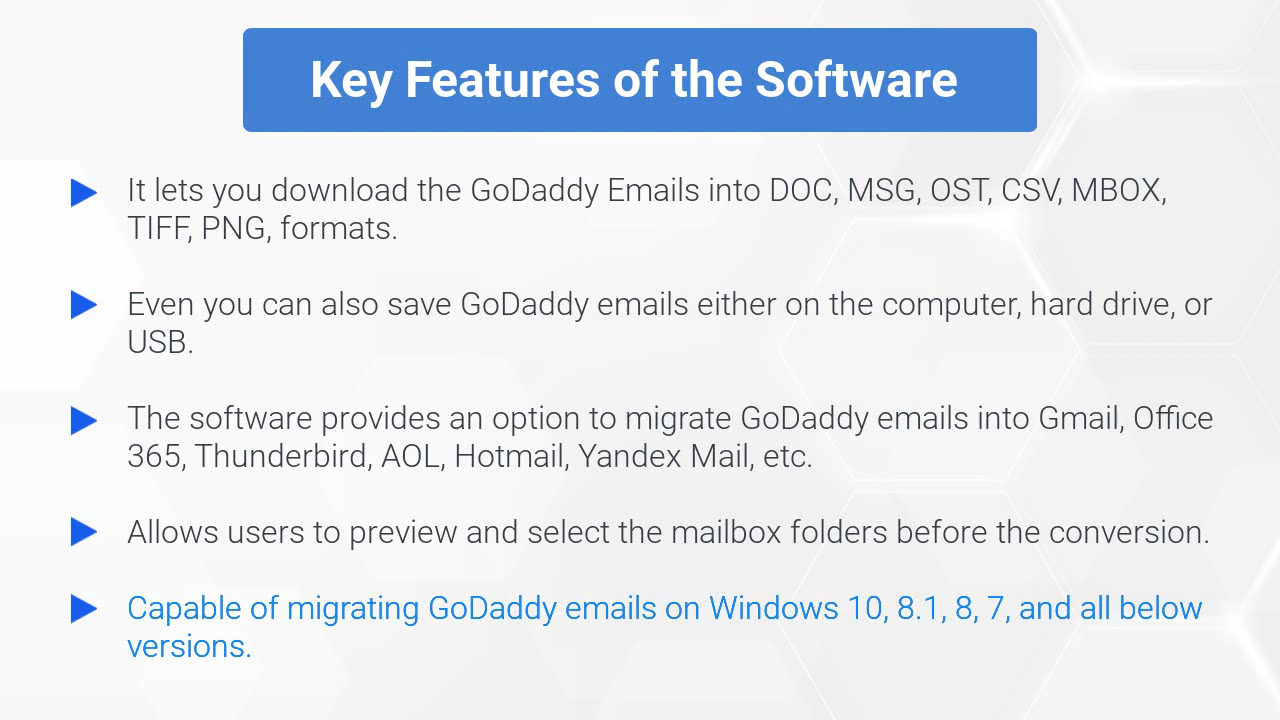 Key Features of the Software
It lets you download the GoDaddy Emails into DOC, MSG, OST, CSV, MBOX,
TIFF, PNG, formats.
Even you can also save GoDaddy emails either on the computer, hard drive, or
USB.
The software provides an option to migrate GoDaddy emails into Gmail, Office
365, Thunderbird, AOL, Hotmail, Yandex Mail, etc.
Allows users to preview and select the mailbox folders before the conversion.
Capable of migrating GoDaddy emails on Windows 10, 8.1, 8, 7, and all below
versions.